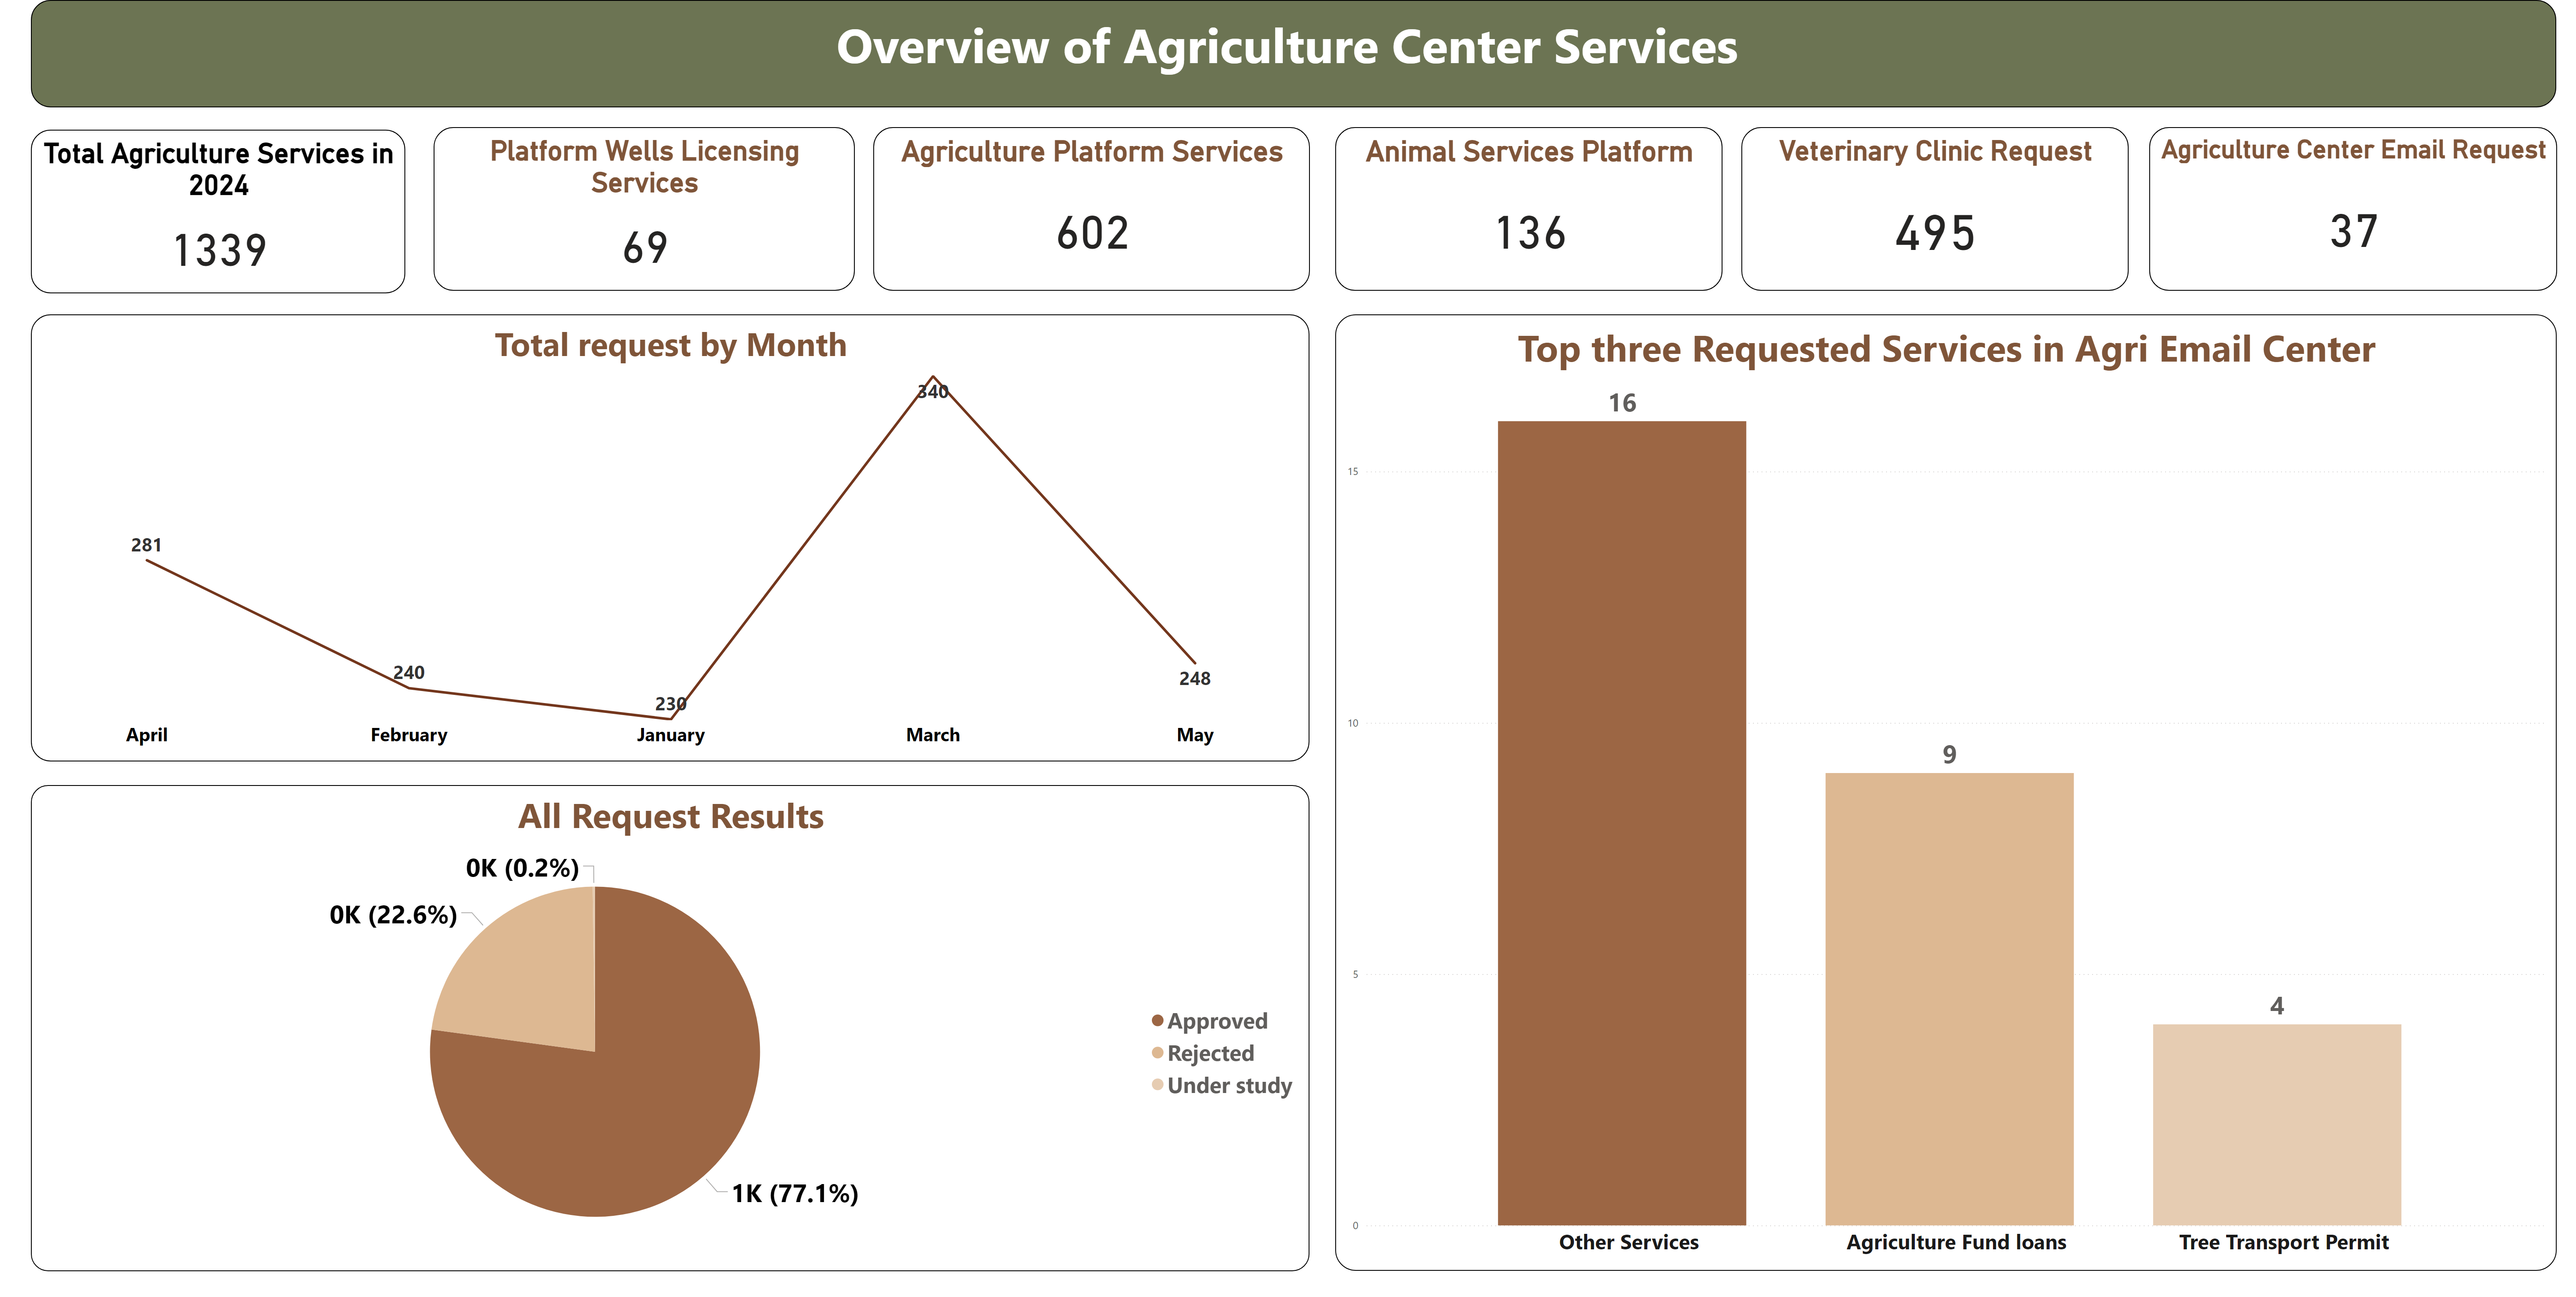 Overview of Agriculture Center Services
Total Agriculture Services in
2024
1339
Platform Wells Licensing
Services
69
Agriculture Platform Services
602
Animal Services Platform
136
Veterinary Clinic Request
495
Agriculture Center Email Request
37
Total request by Month
340
281
240
230
248
April February January March May
All Request Results
0K (0.2%)
0K (22.6%)
1K (77.1%)
Approved
Rejected
Under study
Top three Requested Services in Agri Email Center
16
15
10
9
5
4
0
Other Services Agriculture Fund loans Tree Transport Permit